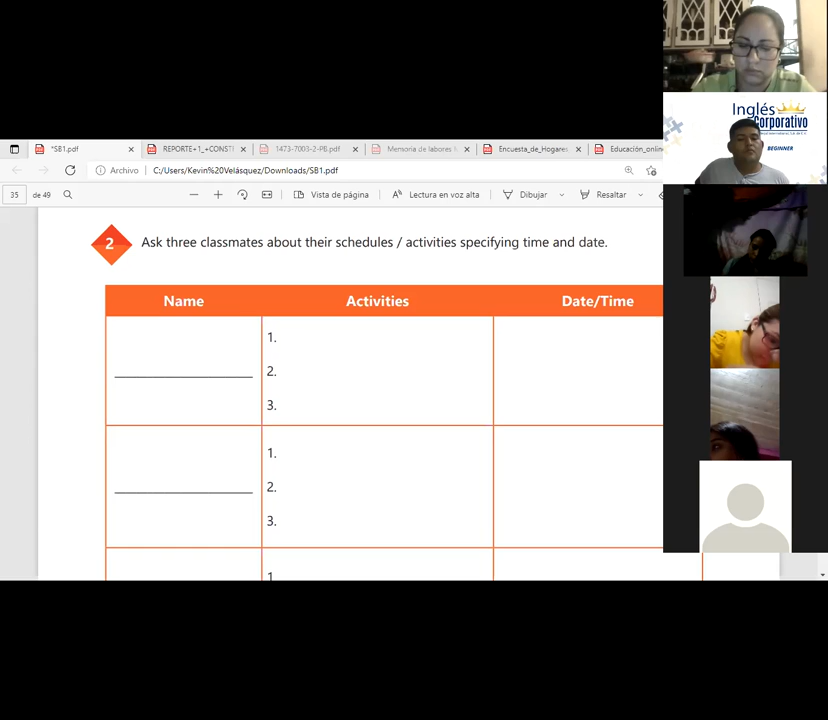 *SB1.pdf
REPORTE+1_+CONST
1473-7003-2-PB.pdf
Memoria de labores
Encuesta_de_Hogares
Educación_onlin
Archivo
C:/Users/Kevin%20Velásquez/Downloads/SB1.pdf
35 de 49
Vista de página
Lectura en voz alta
Dibujar
Resaltar
2 Ask three classmates about their schedules / activities specifying time and date.
Name Activities Date/Time
1.
2.
3.
1.
2.
3.
1
Inglés
Corporativo
BEGINNER